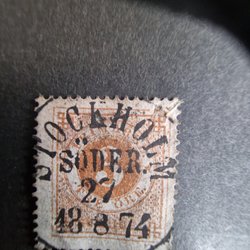 STOCKHOLM
SÖDER.
27
18 8 74